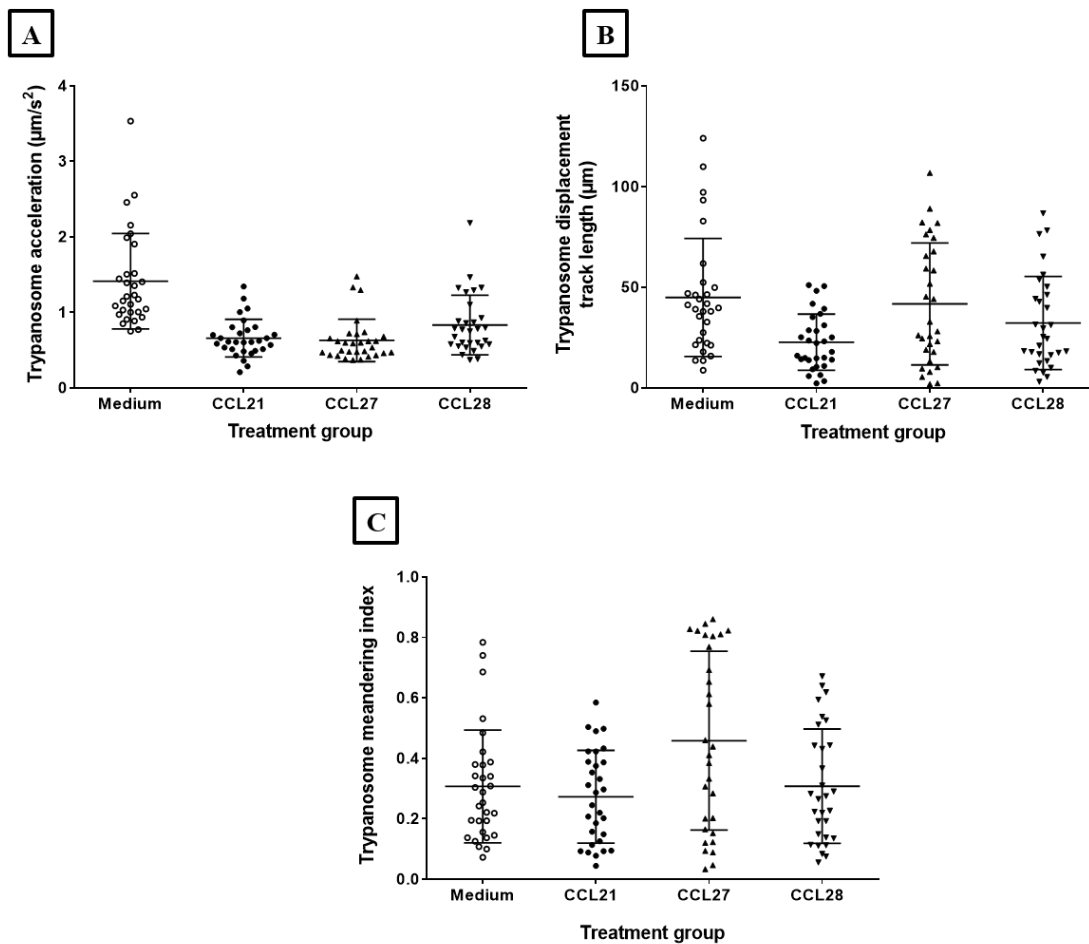 A
Trypanosome acceleration (µm/s²)
4
3
2
1
0
Medium CCL21 CCL27 CCL28
Treatment group
B
Trypanosome displacement
track length (µm)
150
100
50
0
Medium CCL21 CCL27 CCL28
Treatment group
C
Trypanosome meandering index
1.0
0.8
0.6
0.4
0.2
0.0
Medium CCL21 CCL27 CCL28
Treatment group